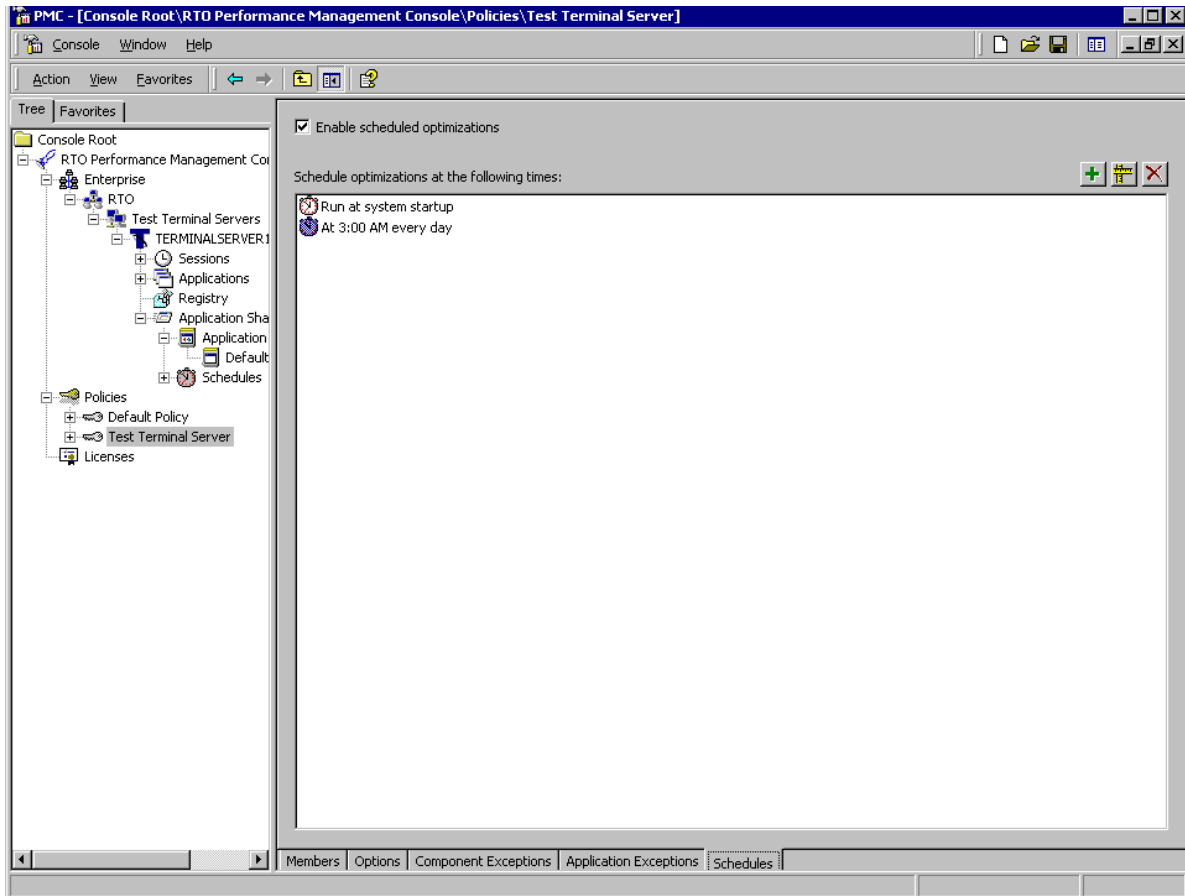 PMC - [Console Root\RTO Performance Management Console\Policies\Test Terminal Server]
Console Window Help
Action View Favorites
Tree Favorites
Console Root
RTO Performance Management Co
Enterprise
RTO
Test Terminal Servers
TERMINALSERVER1
Sessions
Applications
Registry
Application Sha
Application
Default
Schedules
Policies
Default Policy
Test Terminal Server
Licenses
Enable scheduled optimizations
Schedule optimizations at the following times:
Run at system startup
At 3:00 AM every day
Members Options Component Exceptions Application Exceptions Schedules